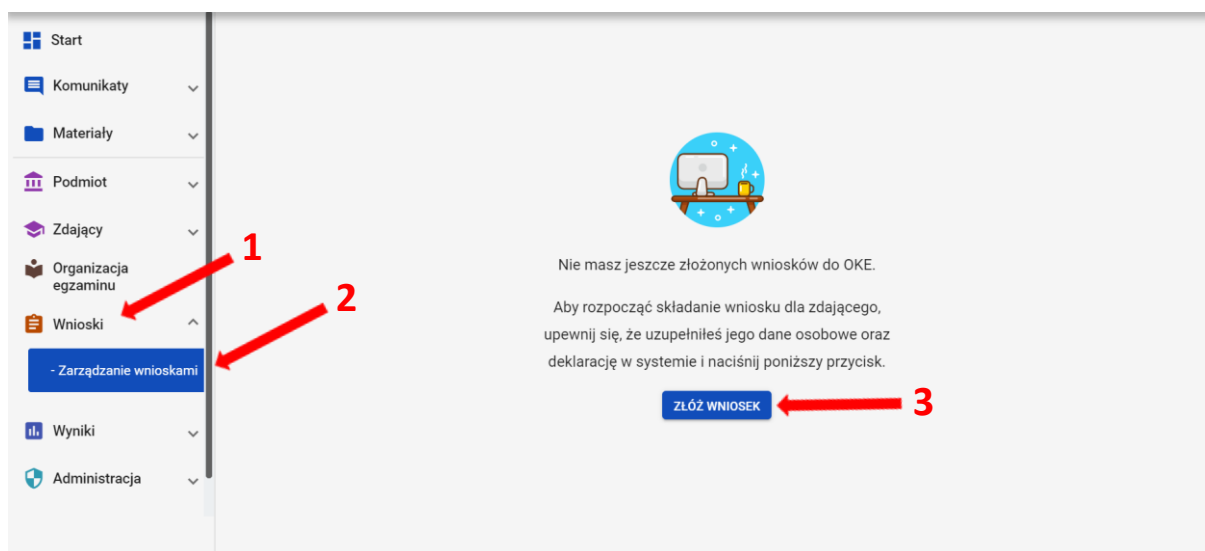 Start
Komunikaty
Materiały
Podmiot
Zdający
Organizacja
egzaminu
Wnioski
- Zarządzanie wnioskami
Wyniki
Administracja
1
2
Nie masz jeszcze złożonych wniosków do OKE.
Aby rozpocząć składanie wniosku dla zdającego,
upewnij się, że uzupełniłeś jego dane osobowe oraz
deklarację w systemie i naciśnij poniższy przycisk.
ZŁÓŻ WNIOSEK
3